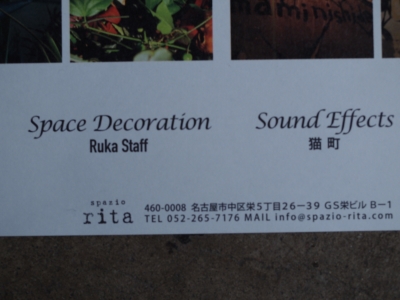 Space Decoration
Ruka Staff
Sound Effects
猫町
spazio
rita
460-0008 名古屋市中区栄5丁目26-39 GS栄ビル B-1
TEL 052-265-7176 MAIL info@spazio-rita.com